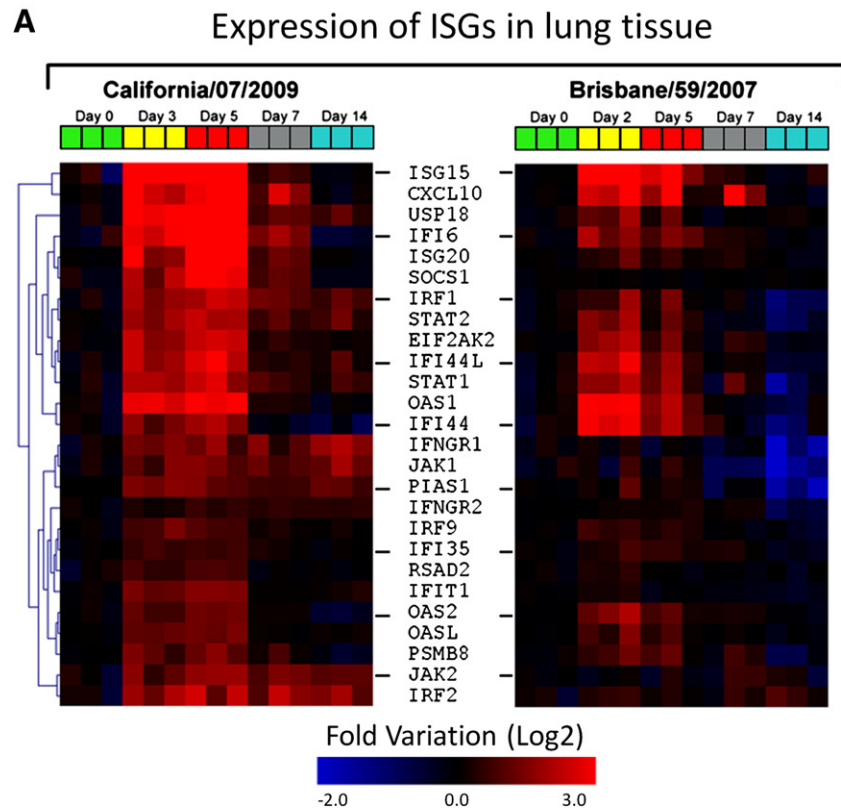 A
Expression of ISGs in lung tissue
California/07/2009
Brisbane/59/2007
Day 0 Day 3 Day 5 Day 7 Day 14
Day 0 Day 2 Day 5 Day 7 Day 14
ISG15
CXCL10
USP18
IFI6
ISG20
SOCS1
IRF1
STAT2
EIF2AK2
IFI44L
STAT1
OAS1
IFI44
IFNGR1
JAK1
PIAS1
IFNGR2
IRF9
IFI35
RSAD2
IFIT1
OAS2
OASL
PSMB8
JAK2
IRF2
Fold Variation (Log2)
-2.0 0.0 3.0